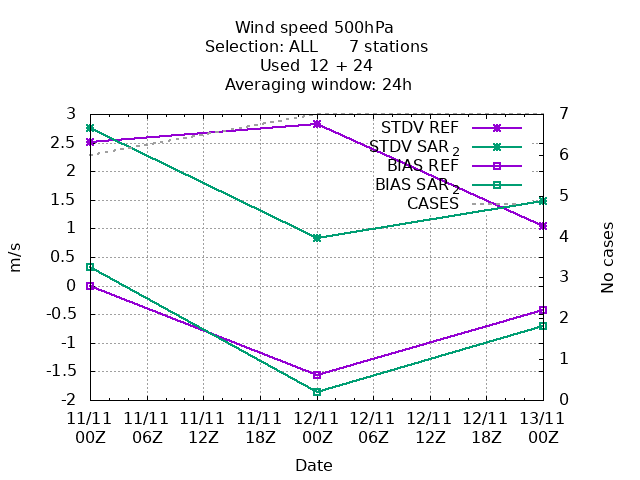 Wind speed 500hPa
Selection: ALL 7 stations
Used 12 + 24
Averaging window: 24h
3
2.5
2
1.5
1
0.5
0
-0.5
-1
-1.5
-2
m/s
7
6
5
4
3
2
1
0
No cases
STDV REF
STDV SAR2
BIAS REF
BIAS SAR2
CASES
11/11 11/11 11/11 11/11 12/11 12/11 12/11 12/11 13/11
00Z 06Z 12Z 18Z 00Z 06Z 12Z 18Z 00Z
Date